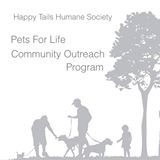 Happy Tails Humane Society
Pets For Life
Community Outreach
Program